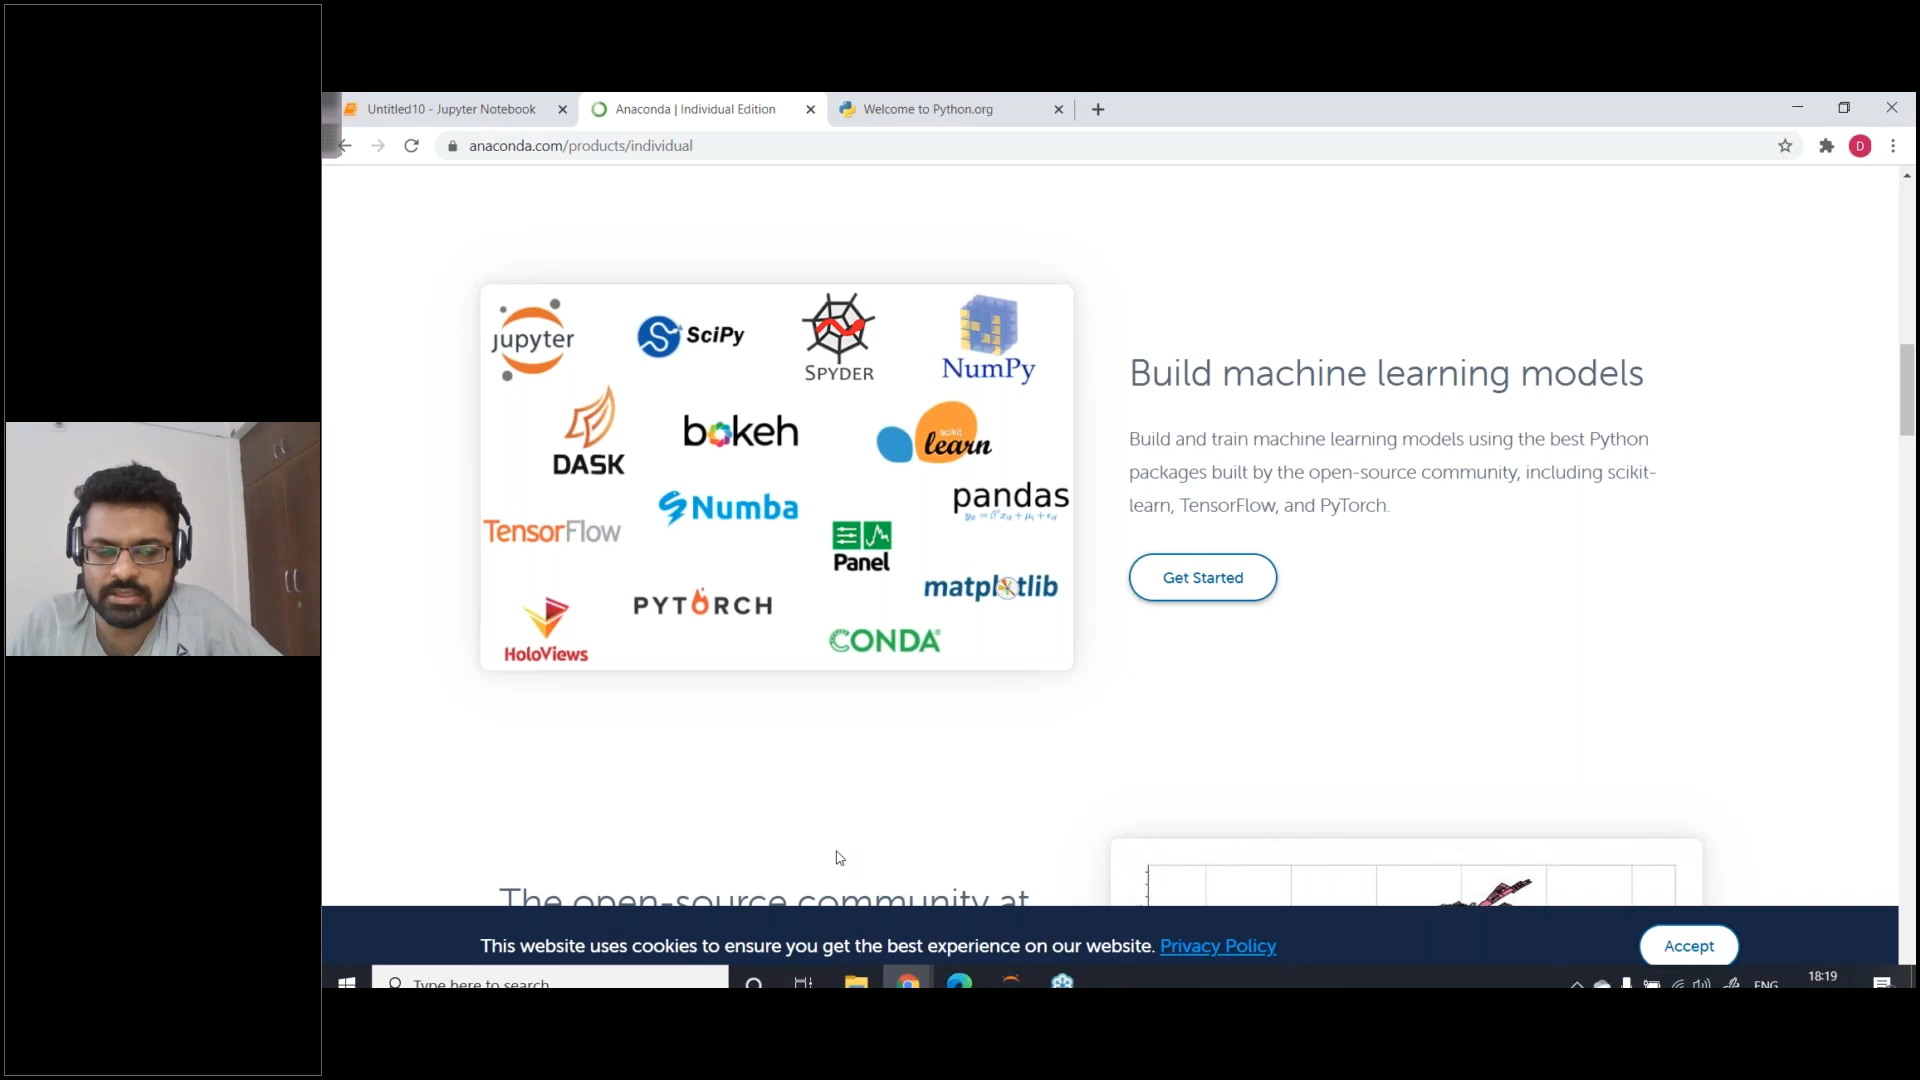 Untitled10 - Jupyter Notebook
Anaconda | Individual Edition
Welcome to Python.org
anaconda.com/products/individual
D
jupyter
SciPy
SPYDER
NumPy
DASK
bokeh
scikit
learn
TensorFlow
Numba
pandas
Panel
matplotlib
HoloViews
PYTORCH
CONDA
Build machine learning models
Build and train machine learning models using the best Python
packages built by the open-source community, including scikit-
learn, TensorFlow, and PyTorch.
Get Started
The open-source community at
This website uses cookies to ensure you get the best experience on our website. Privacy Policy
Accept
Type here to search
ENG
18:19